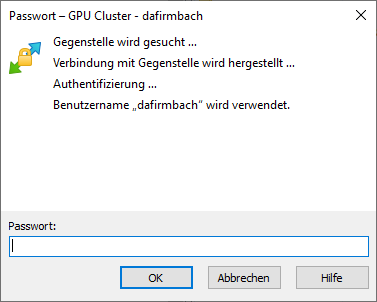 Passwort – GPU Cluster - dafirmbach
Gegenstelle wird gesucht ...
Verbindung mit Gegenstelle wird hergestellt ...
Authentifizierung ...
Benutzername „dafirmbach“ wird verwendet.
Passwort:
OK
Abbrechen
Hilfe